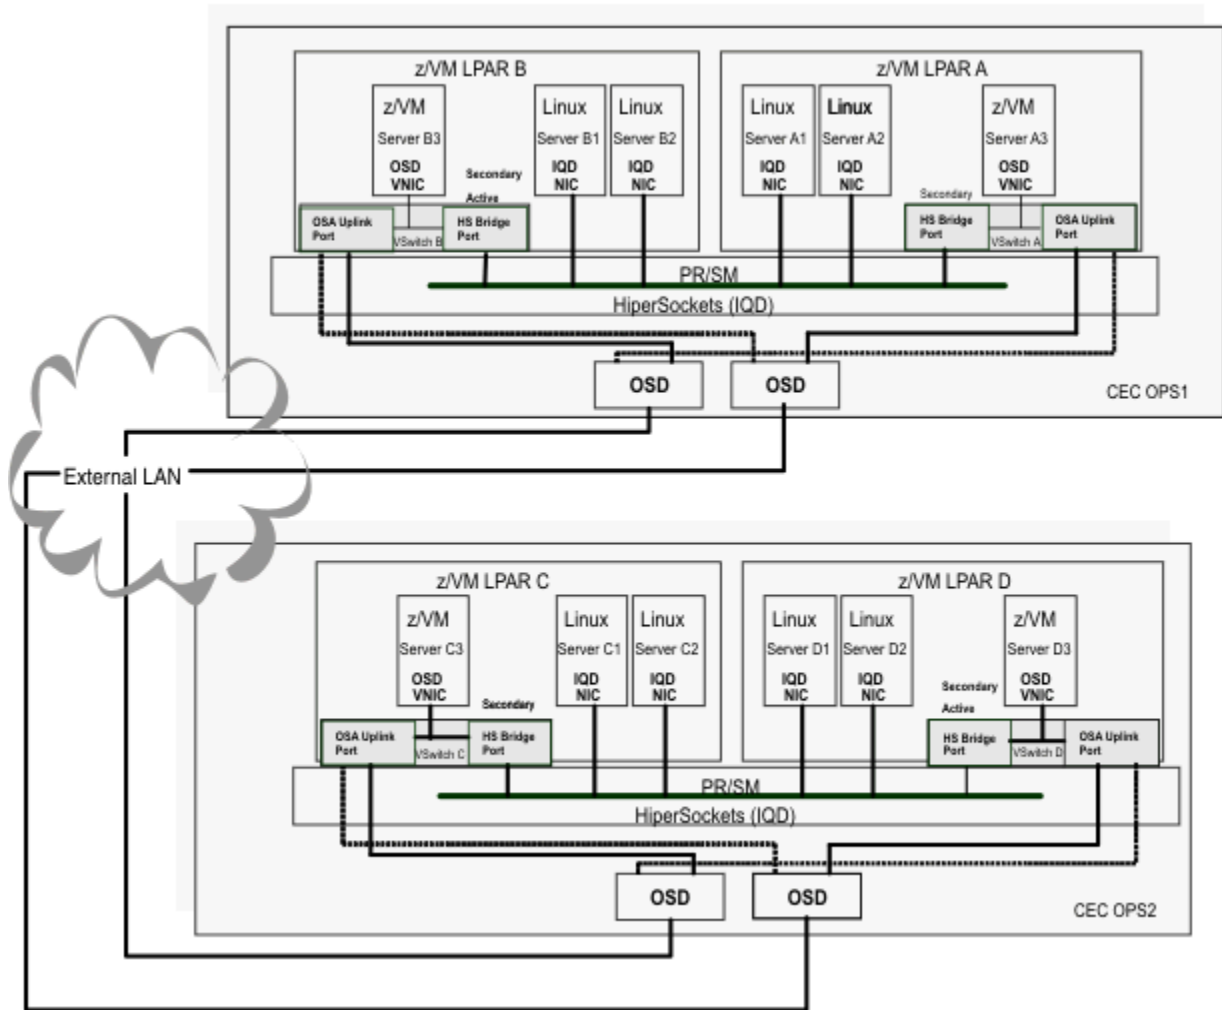 z/VM LPAR B
z/VM LPAR A
z/VM
Linux
Linux
Linux
Linux
z/VM
Server B3
Server B1
Server B2
Server A1
Server A2
Server A3
OSD
VNIC
IQD
NIC
IQD
NIC
IQD
NIC
IQD
NIC
OSD
VNIC
Secondary
Active
Secondary
OSA Uplink
Port
VSwitch B
HS Bridge
Port
HS Bridge
Port
VSwitch A
OSA Uplink
Port
PR/SM
HiperSockets (IQD)
OSD
OSD
CEC OPS1
External LAN
z/VM LPAR C
z/VM LPAR D
z/VM
Linux
Linux
Linux
Linux
z/VM
Server C3
Server C1
Server C2
Server D1
Server D2
Server D3
OSD
VNIC
IQD
NIC
IQD
NIC
IQD
NIC
IQD
NIC
OSD
VNIC
Secondary
Secondary
Active
OSA Uplink
Port
VSwitch C
HS Bridge
Port
HS Bridge
Port
VSwitch D
OSA Uplink
Port
PR/SM
HiperSockets (IQD)
OSD
OSD
CEC OPS2